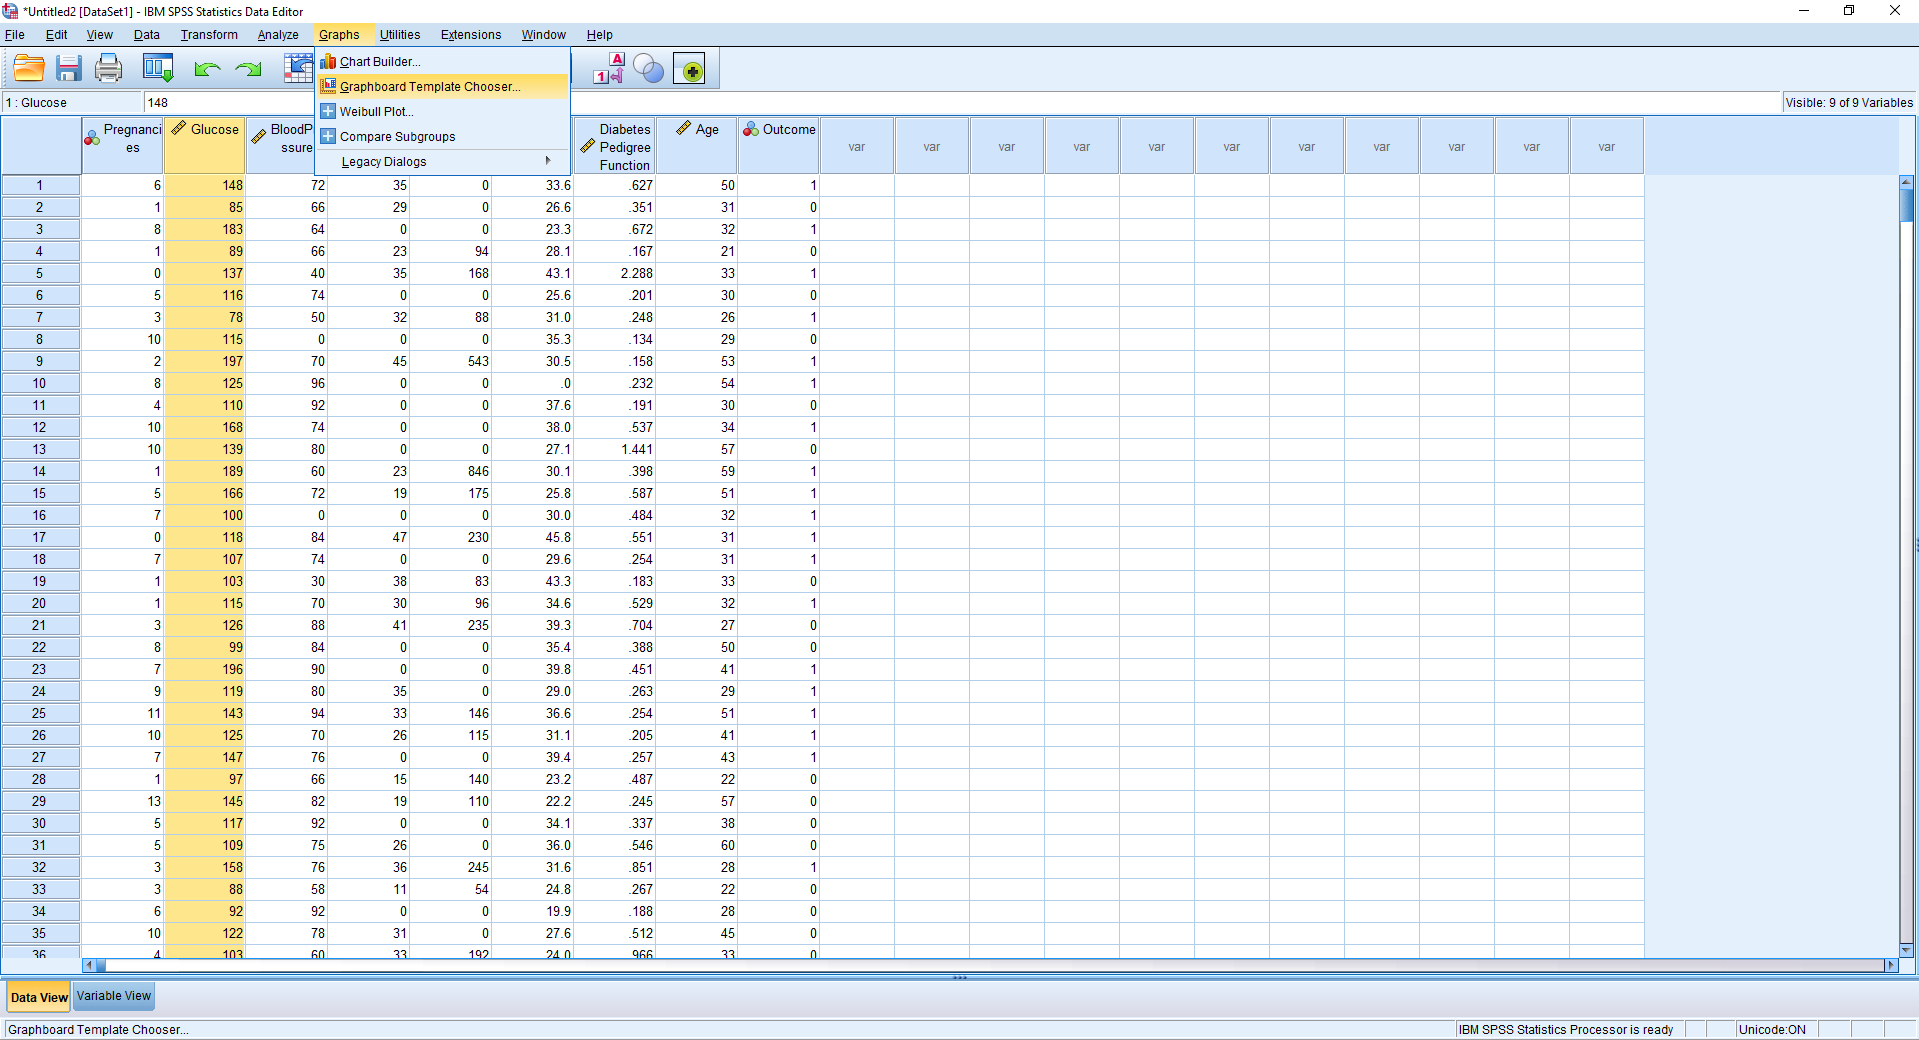 *Untitled2 [DataSet1] - IBM SPSS Statistics Data Editor
File Edit View Data Transform Analyze Graphs Utilities Extensions Window Help
Chart Builder...
Graphboard Template Chooser...
Weibull Plot...
Compare Subgroups
Legacy Dialogs
1 : Glucose 148 Visible: 9 of 9 Variables
Pregnanci Glucose BloodP Diabetes Age Outcome
es ssure Pedigree var var var var var var var var var var var
Function
1 6 148 72 35 0 33.6 .627 50 1
2 1 85 66 29 0 26.6 .351 31 0
3 8 183 64 0 0 23.3 .672 32 1
4 1 89 66 23 94 28.1 .167 21 0
5 0 137 40 35 168 43.1 2.288 33 1
6 5 116 74 0 0 25.6 .201 30 0
7 3 78 50 32 88 31.0 .248 26 1
8 10 115 0 0 0 35.3 .134 29 0
9 2 197 70 45 543 30.5 .158 53 1
10 8 125 96 0 0 .0 .232 54 1
11 4 110 92 0 0 37.6 .191 30 0
12 10 168 74 0 0 38.0 .537 34 1
13 10 139 80 0 0 27.1 1.441 57 0
14 1 189 60 23 846 30.1 .398 59 1
15 5 166 72 19 175 25.8 .587 51 1
16 7 100 0 0 0 30.0 .484 32 1
17 0 118 84 47 230 45.8 .551 31 1
18 7 107 74 0 0 29.6 .254 31 1
19 1 103 30 38 83 43.3 .183 33 0
20 1 115 70 30 96 34.6 .529 32 1
21 3 126 88 41 235 39.3 .704 27 0
22 8 99 84 0 0 35.4 .388 50 0
23 7 196 90 0 0 39.8 .451 41 1
24 9 119 80 35 0 29.0 .263 29 1
25 11 143 94 33 146 36.6 .254 51 1
26 10 125 70 26 115 31.1 .205 41 1
27 7 147 76 0 0 39.4 .257 43 1
28 1 97 66 15 140 23.2 .487 22 0
29 13 145 82 19 110 22.2 .245 57 0
30 5 117 92 0 0 34.1 .337 38 0
31 5 109 75 26 0 36.0 .546 60 0
32 3 158 76 36 245 31.6 .851 28 1
33 3 88 58 11 54 24.8 .267 22 0
34 6 92 92 0 0 19.9 .188 28 0
35 10 122 78 31 0 27.6 .512 45 0
36 4 103 60 33 192 24.0 .966 33 0
Data View Variable View
Graphboard Template Chooser... IBM SPSS Statistics Processor is ready Unicode:ON